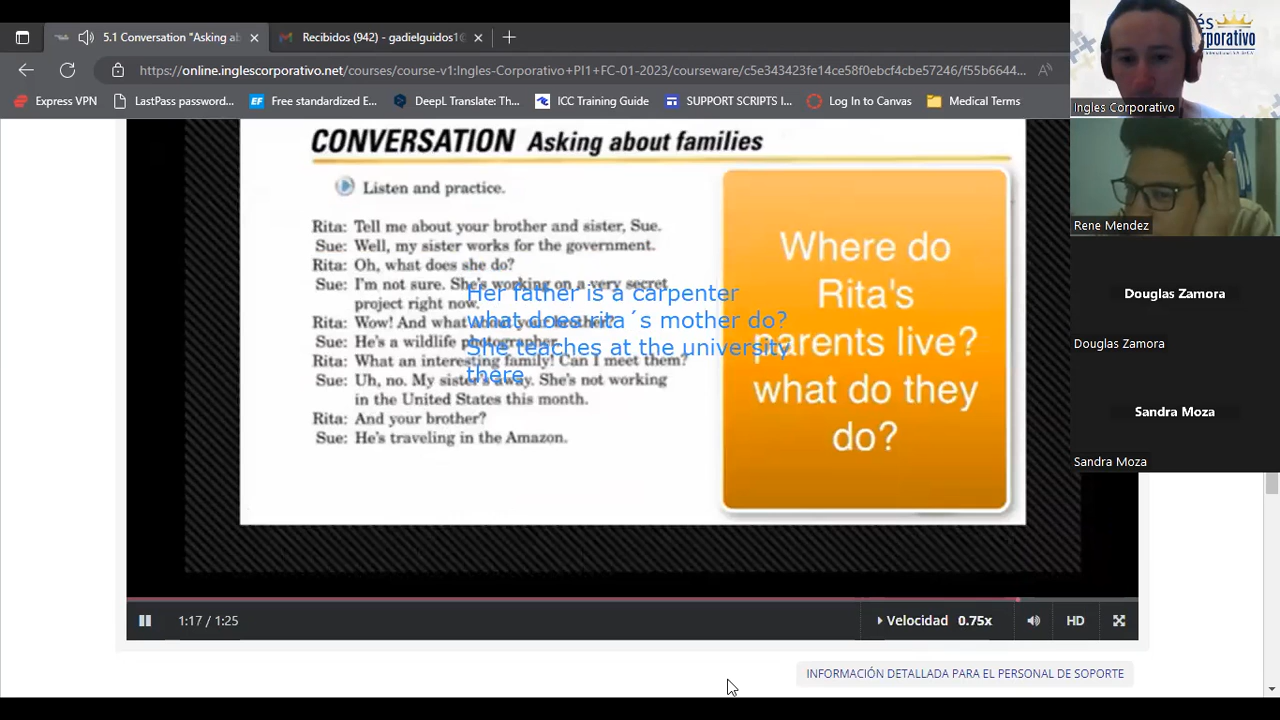 5.1 Conversation "Asking ab
Recibidos (942) - gadielguidos1@
https://online.inglescorporativo.net/courses/course-v1:Ingles-Corporativo+PI1+FC-01-2023/courseware/c5e343423fe14ce58f0ebcf4cbe57246/f55b6644...
Express VPN
LastPass password...
Free standardized E...
DeepL Translate: Th...
ICC Training Guide
SUPPORT SCRIPTS I...
Log In to Canvas
Medical Terms
CONVERSATION Asking about families
Listen and practice.
Rita: Tell me about your brother and sister, Sue.
Sue: Well, my sister works for the government.
Rita: Oh, what does she do?
Sue: I'm not sure. She's working on a very secret
project right now.
Rita: Wow! And what about your brother?
Sue: He's a wildlife photographer.
Rita: What an interesting family! Can I meet them?
Sue: Uh, no. My sister's away. She's not working
in the United States this month.
Rita: And your brother?
Sue: He's traveling in the Amazon.
Her father is a carpenter
what does rita´s mother do?
She teaches at the university
there
Where do
Rita's
parents live?
what do they
do?
1:17 / 1:25
Velocidad 0.75x
HD
INFORMACIÓN DETALLADA PARA EL PERSONAL DE SOPORTE
Ingles Corporativo
Rene Mendez
Douglas Zamora
Douglas Zamora
Sandra Moza
Sandra Moza